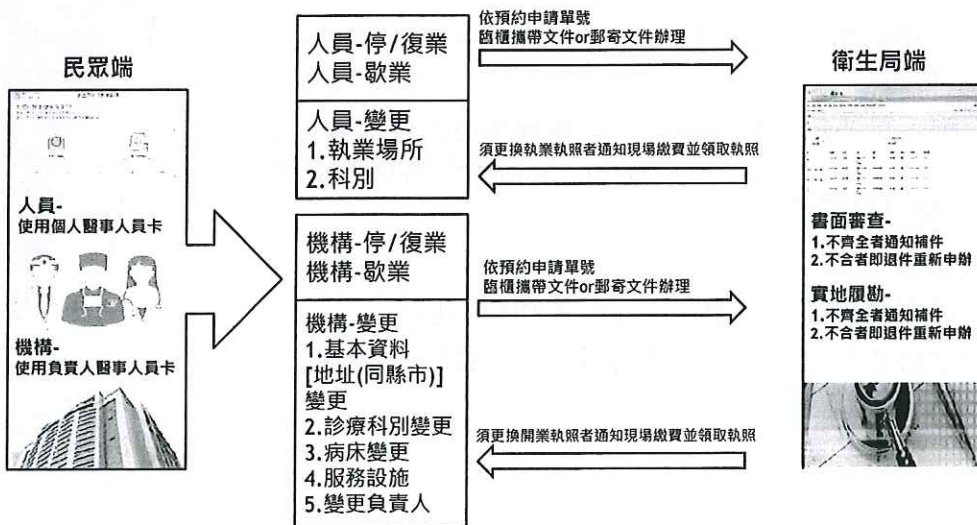 民眾端
人員-
使用個人醫事人員卡
機構-
使用負責人醫事人員卡
人員-停/復業
人員-歇業
人員-變更
1.執業場所
2.科別
機構-停/復業
機構-歇業
機構-變更
1.基本資料
[地址(同縣市)]
變更
2.診療科別變更
3.病床變更
4.服務設施
5.變更負責人
依預約申請單號
臨櫃攜帶文件or郵寄文件辦理
須更換執業執照者通知現場繳費並領取執照
依預約申請單號
臨櫃攜帶文件or郵寄文件辦理
須更換開業執照者通知現場繳費並領取執照
衛生局端
書面審查-
1.不齊全者通知補件
2.不合者即退件重新申辦
實地履勘-
1.不齊全者通知補件
2.不合者即退件重新申辦